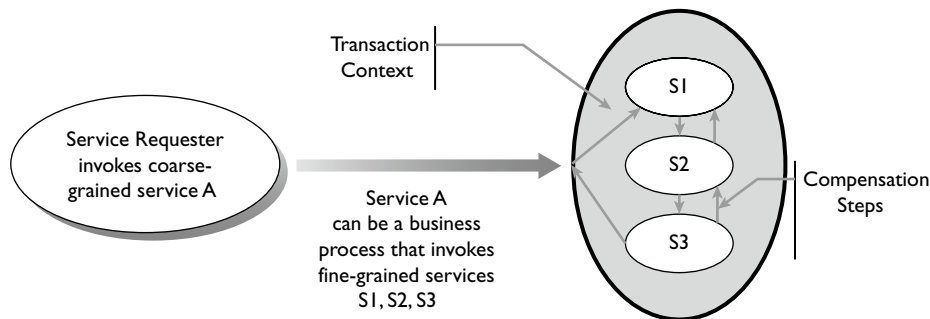 Service Requester
invokes coarse-
grained service A
Transaction
Context
Service A
can be a business
process that invokes
fine-grained services
S1, S2, S3
S1
S2
S3
Compensation
Steps